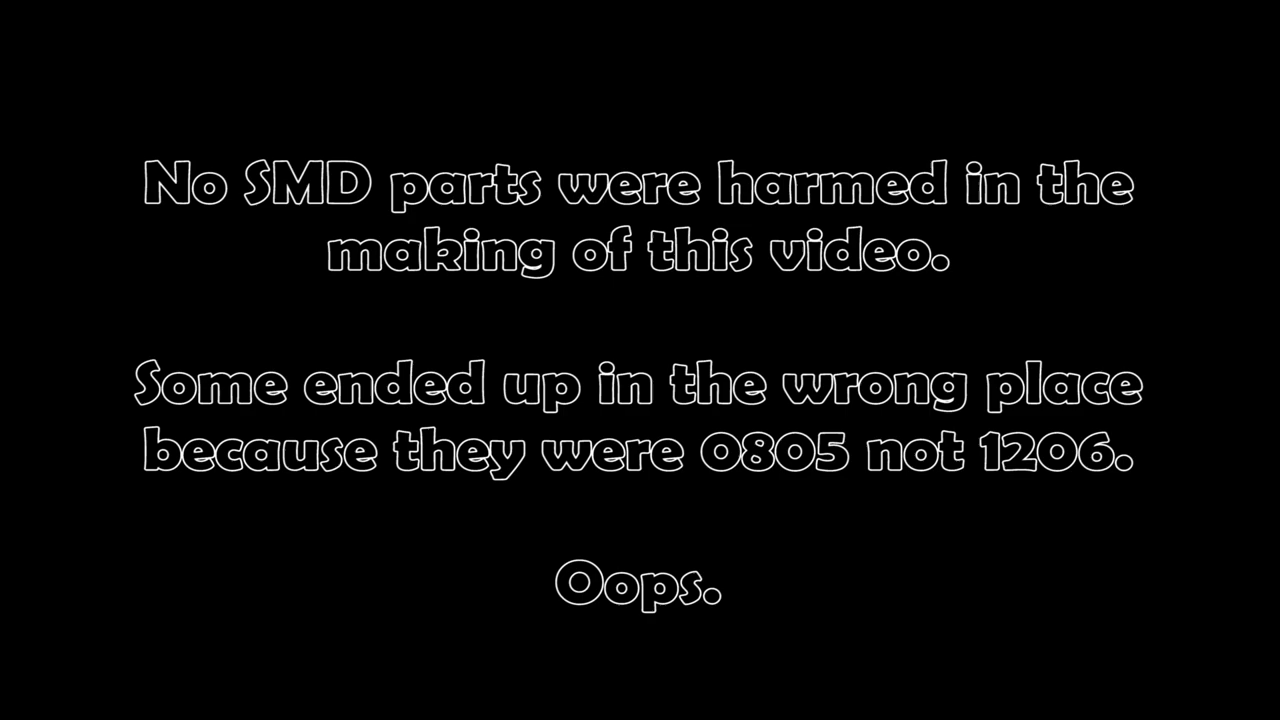 No SMD parts were harmed in the
making of this video.
Some ended up in the wrong place
because they were 0805 not 1206.
Oops.